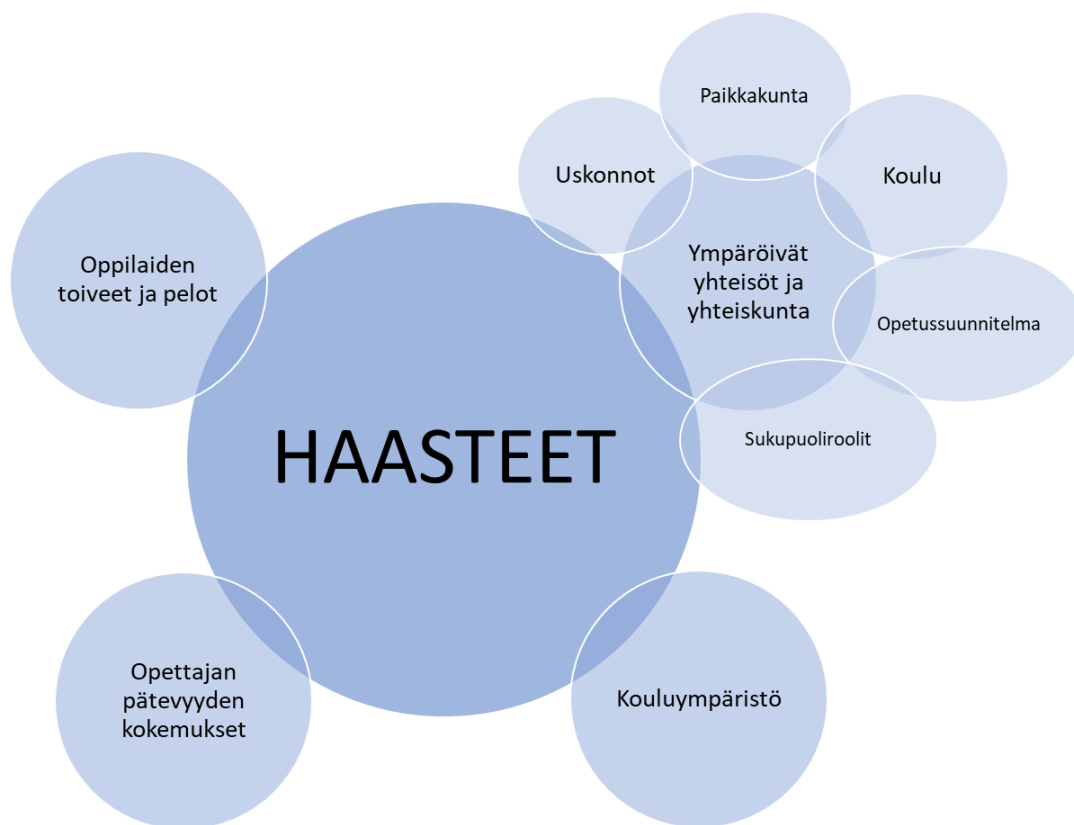 Paikkakunta
Uskonnot
Koulu
Oppilaiden
toiveet ja pelot
Ympäröivät
yhteisöt ja
yhteiskunta
Opetussuunnitelma
Sukupuoliroolit
HAASTEET
Opettajan
pätevyyden
kokemukset
Kouluympäristö